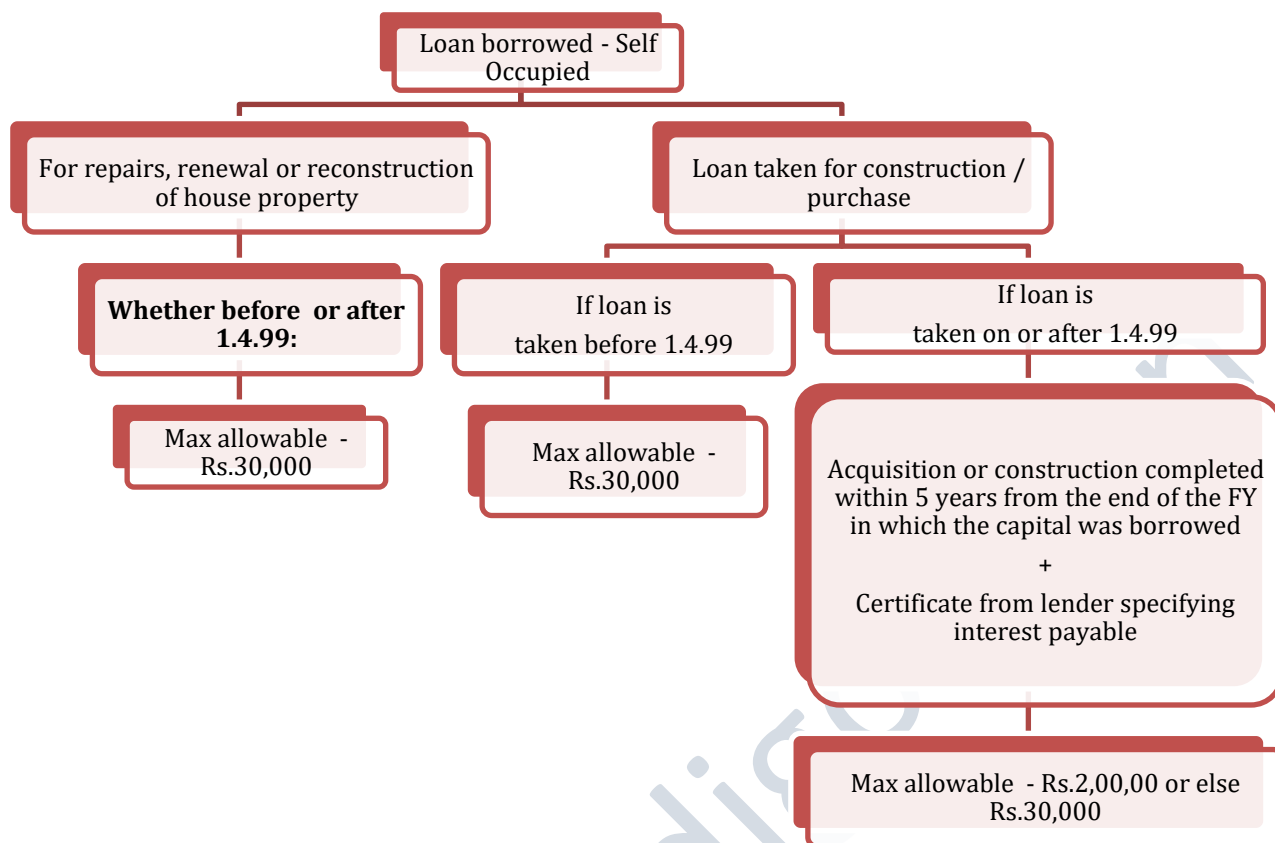 Loan borrowed - Self
Occupied
For repairs, renewal or reconstruction
of house property
Loan taken for construction /
purchase
Whether before or after
1.4.99:
If loan is
taken before 1.4.99
If loan is
taken on or after 1.4.99
Max allowable -
Rs.30,000
Max allowable -
Rs.30,000
Acquisition or construction completed
within 5 years from the end of the FY
in which the capital was borrowed
+
Certificate from lender specifying
interest payable
Max allowable - Rs.2,00,00 or else
Rs.30,000